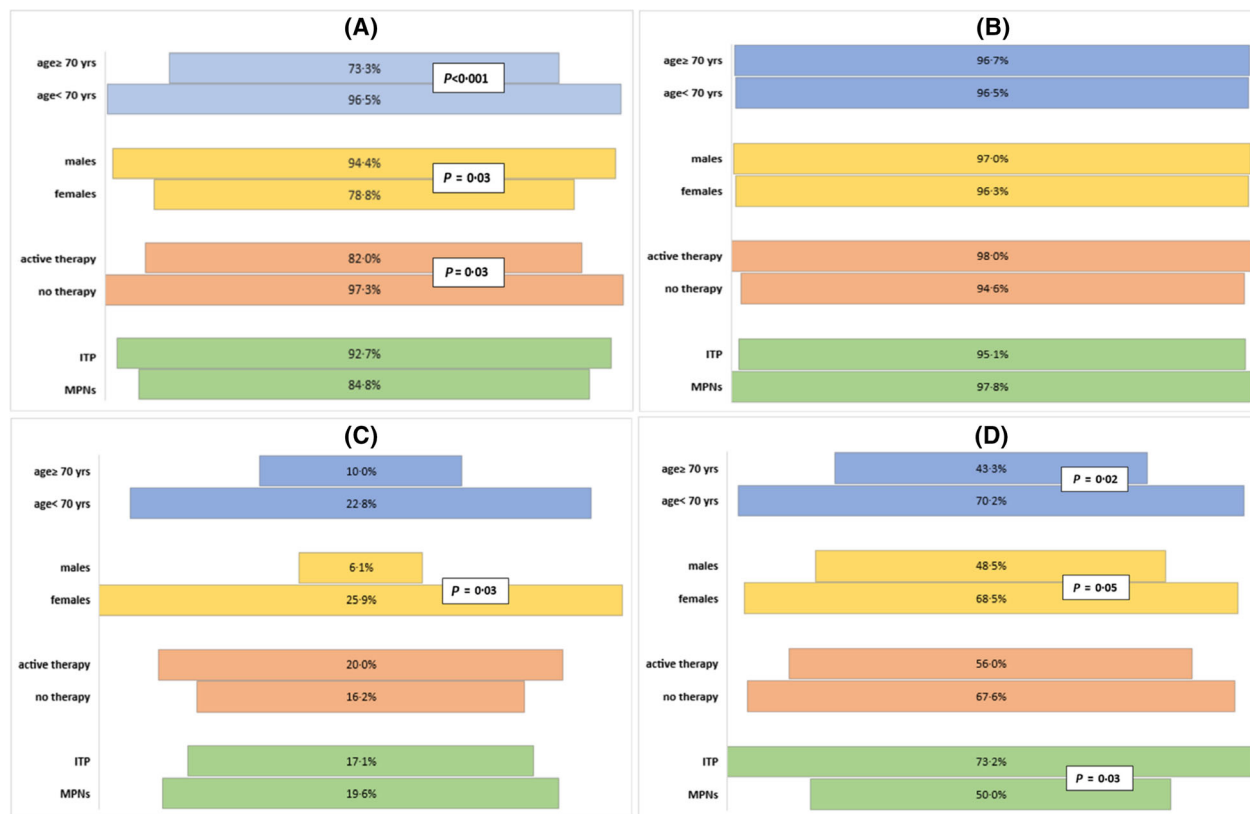 (A)
age≥ 70 yrs 73·3%
P<0·001
age< 70 yrs 96·5%
males 94·4%
P = 0·03
females 78·8%
active therapy 82·0%
P = 0·03
no therapy 97·3%
ITP 92·7%
MPNs 84·8%
(B)
age≥ 70 yrs 96·7%
age< 70 yrs 96·5%
males 97·0%
females 96·3%
active therapy 98·0%
no therapy 94·6%
ITP 95·1%
MPNs 97·8%
(C)
age≥ 70 yrs 10·0%
age< 70 yrs 22·8%
males 6·1%
P = 0·03
females 25·9%
active therapy 20·0%
no therapy 16·2%
ITP 17·1%
MPNs 19·6%
(D)
age≥ 70 yrs 43·3%
P = 0·02
age< 70 yrs 70·2%
males 48·5%
P = 0·05
females 68·5%
active therapy 56·0%
no therapy 67·6%
ITP 73·2%
P = 0·03
MPNs 50·0%